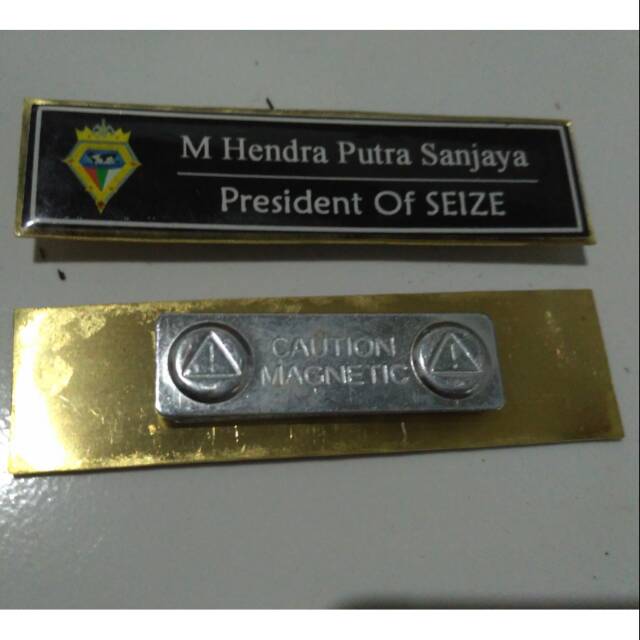 M Hendra Putra Sanjaya
President Of SEIZE
CAUTION
MAGNETIC